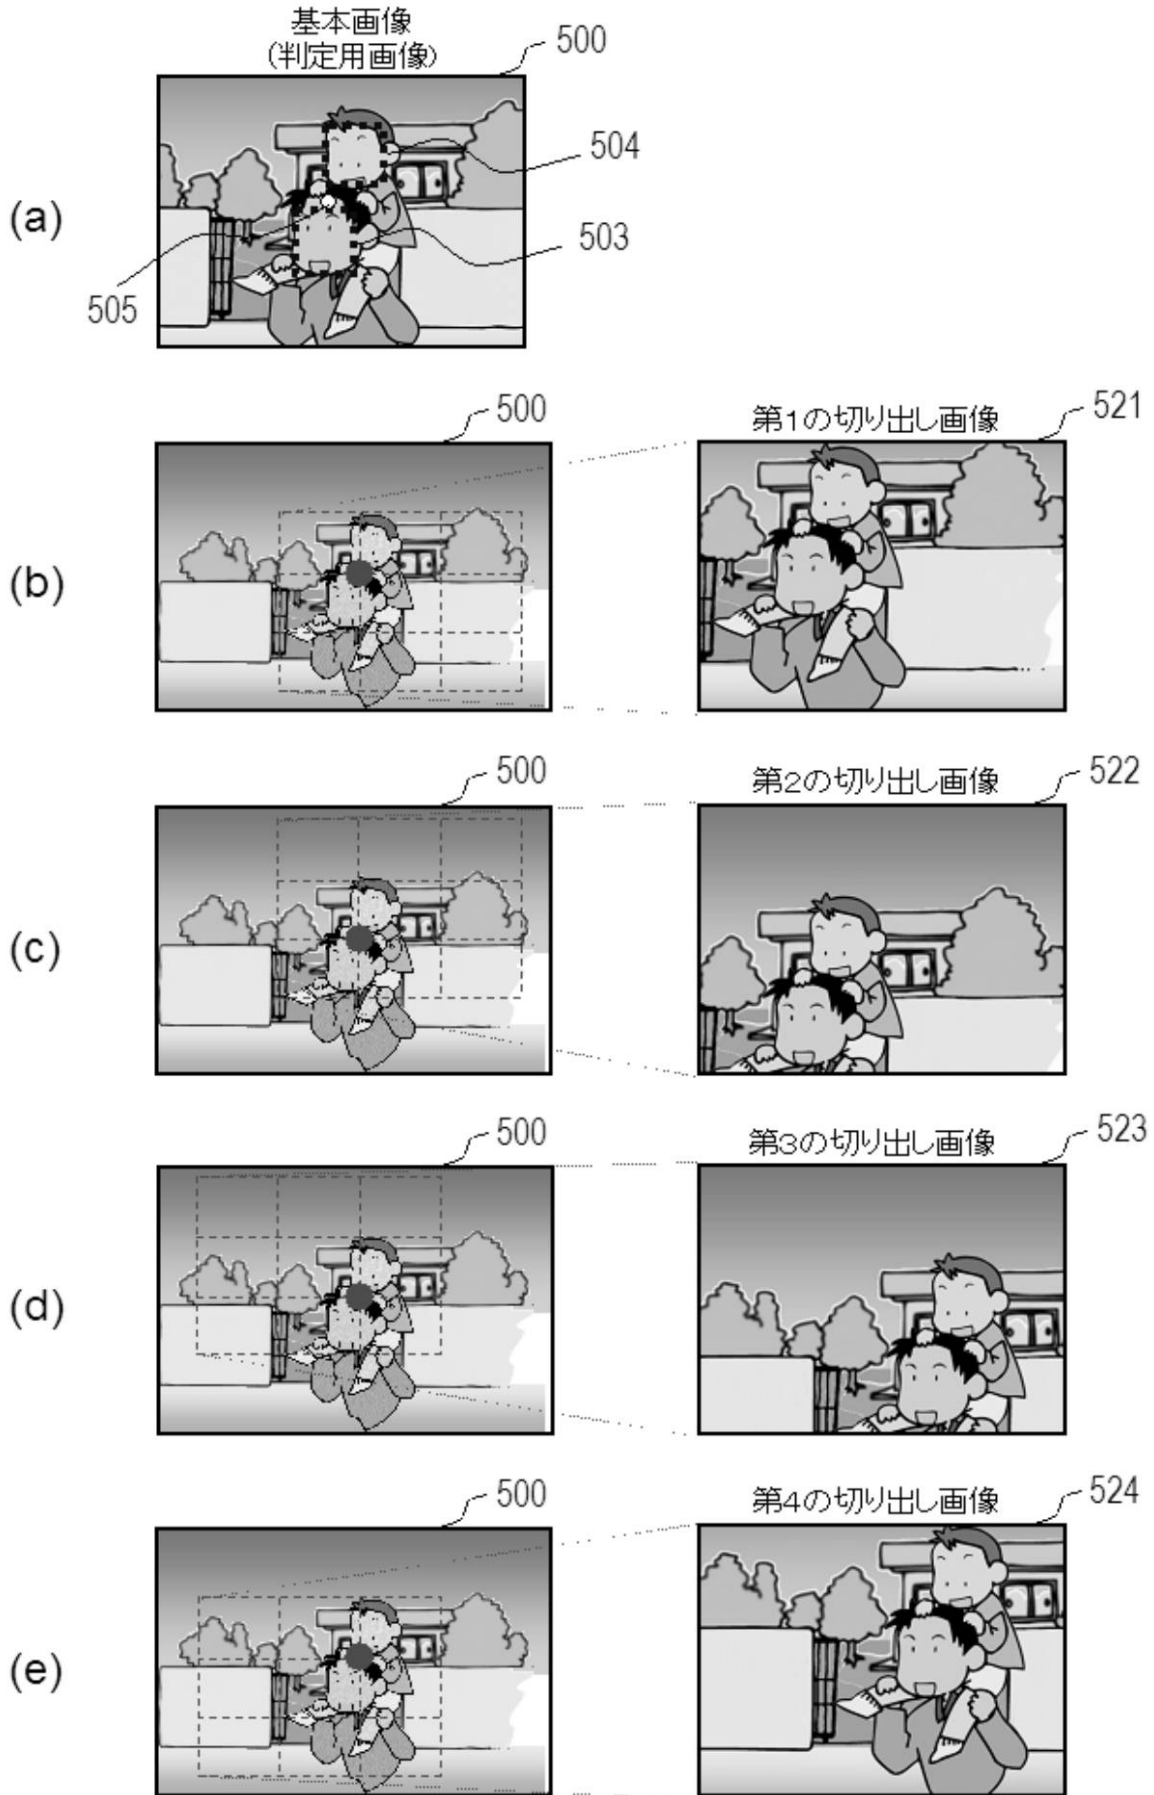 基本画像
(判定用画像)
500
504
(a)
503
505
500
第1の切り出し画像
521
(b)
500
第2の切り出し画像
522
(c)
500
第3の切り出し画像
523
(d)
500
第4の切り出し画像
524
(e)